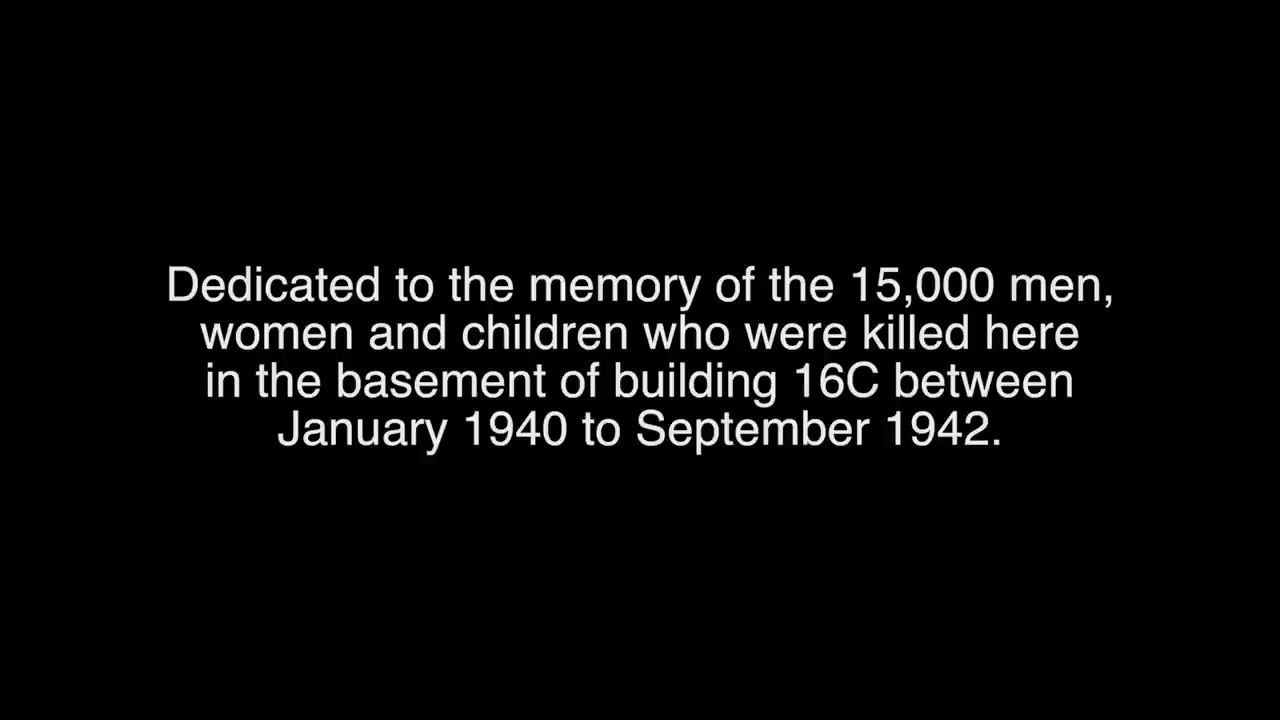 Dedicated to the memory of the 15,000 men,
women and children who were killed here
in the basement of building 16C between
January 1940 to September 1942.